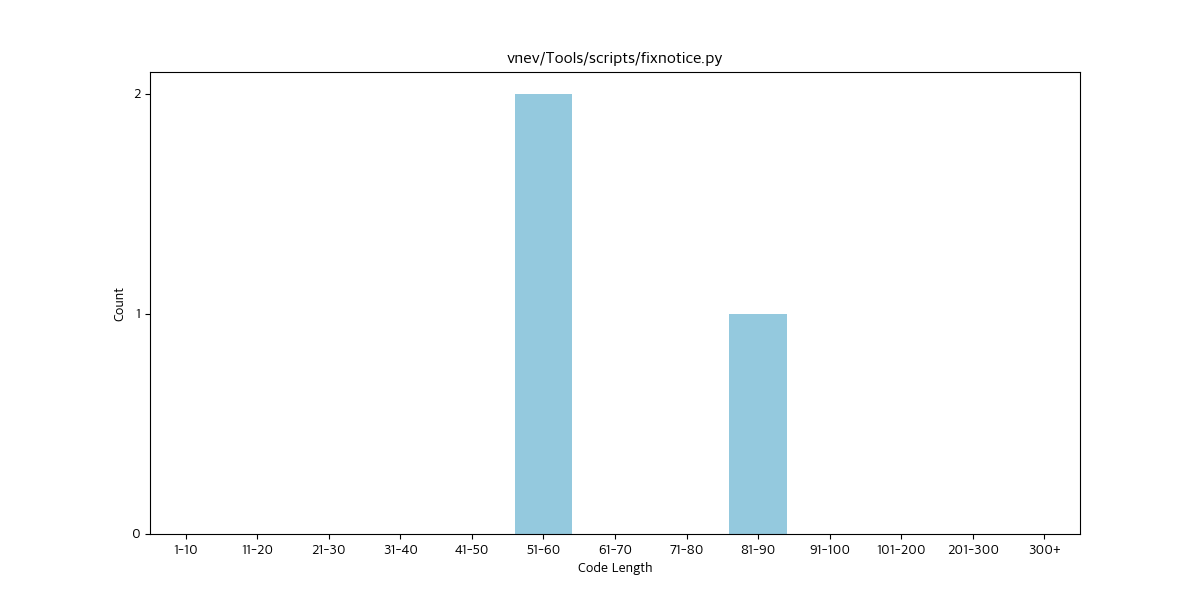 vnev/Tools/scripts/fixnotice.py
Count
2
1
0
1-10 11-20 21-30 31-40 41-50 51-60 61-70 71-80 81-90 91-100 101-200 201-300 300+
Code Length